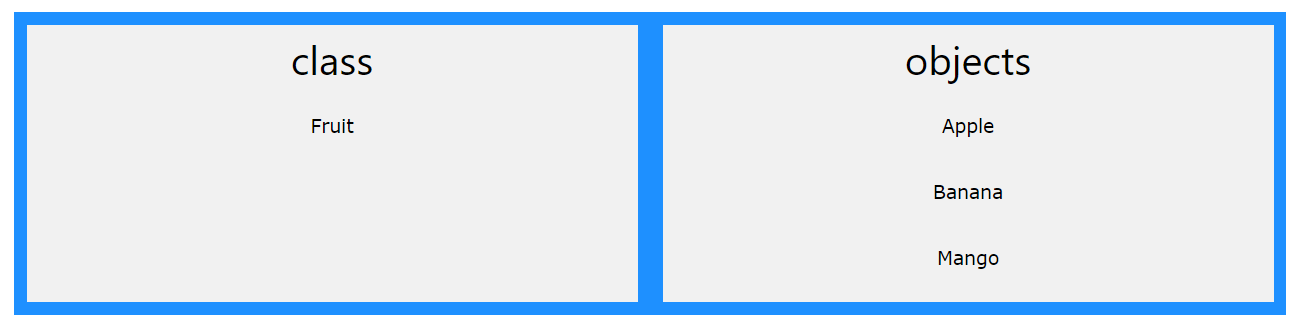 class
Fruit
objects
Apple
Banana
Mango